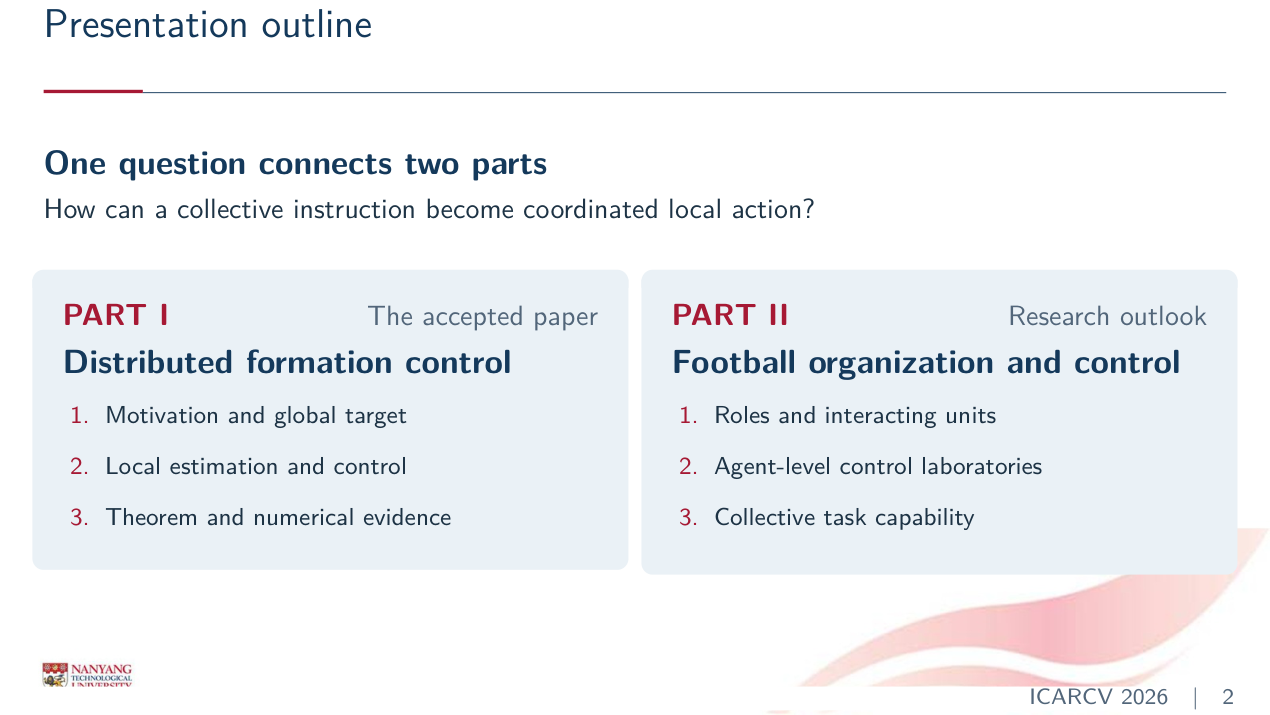 Presentation outline
One question connects two parts
How can a collective instruction become coordinated local action?
PART I The accepted paper
Distributed formation control
1. Motivation and global target
2. Local estimation and control
3. Theorem and numerical evidence
PART II Research outlook
Football organization and control
1. Roles and interacting units
2. Agent-level control laboratories
3. Collective task capability
NANYANG
TECHNOLOGICAL
UNIVERSITY
ICARCV 2026 | 2